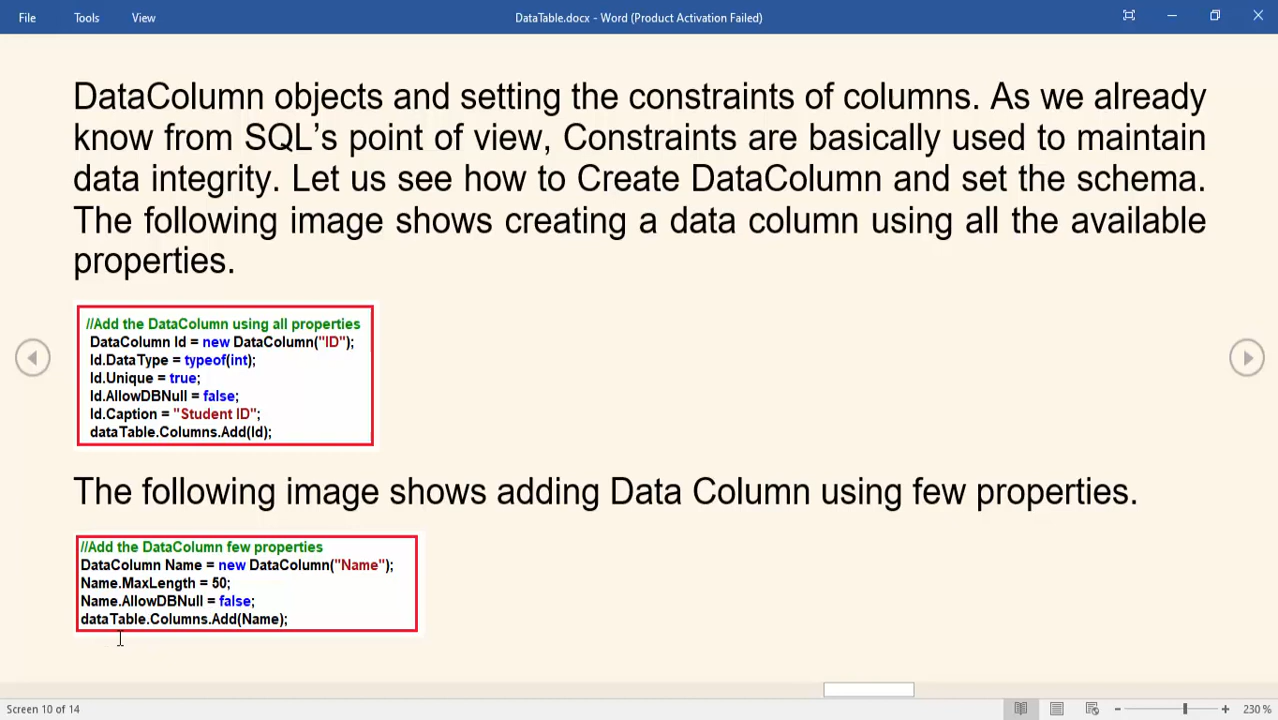 File Tools View DataTable.docx - Word (Product Activation Failed)
DataColumn objects and setting the constraints of columns. As we already
know from SQL’s point of view, Constraints are basically used to maintain
data integrity. Let us see how to Create DataColumn and set the schema.
The following image shows creating a data column using all the available
properties.
//Add the DataColumn using all properties
DataColumn Id = new DataColumn("ID");
Id.DataType = typeof(int);
Id.Unique = true;
Id.AllowDBNull = false;
Id.Caption = "Student ID";
dataTable.Columns.Add(Id);
The following image shows adding Data Column using few properties.
//Add the DataColumn few properties
DataColumn Name = new DataColumn("Name");
Name.MaxLength = 50;
Name.AllowDBNull = false;
dataTable.Columns.Add(Name);
Screen 10 of 14 230 %